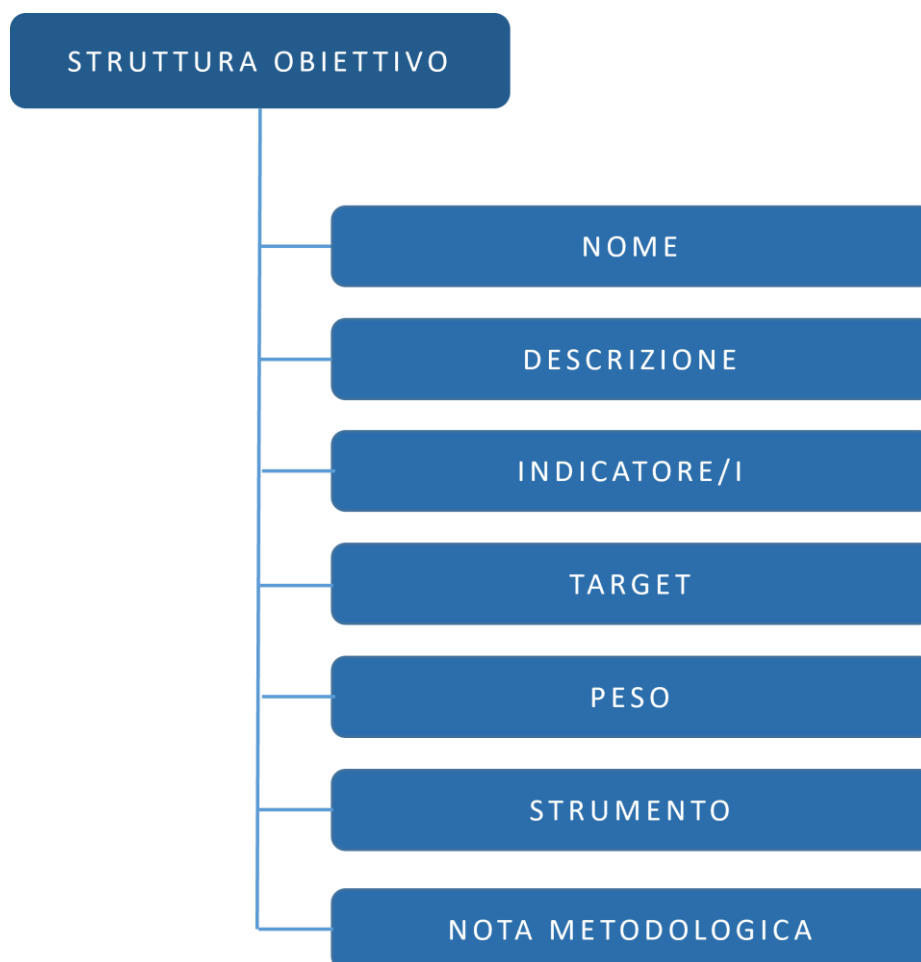 STRUTTURA OBIETTIVO
NOME
DESCRIZIONE
INDICATORE/I
TARGET
PESO
STRUMENTO
NOTA METODOLOGICA